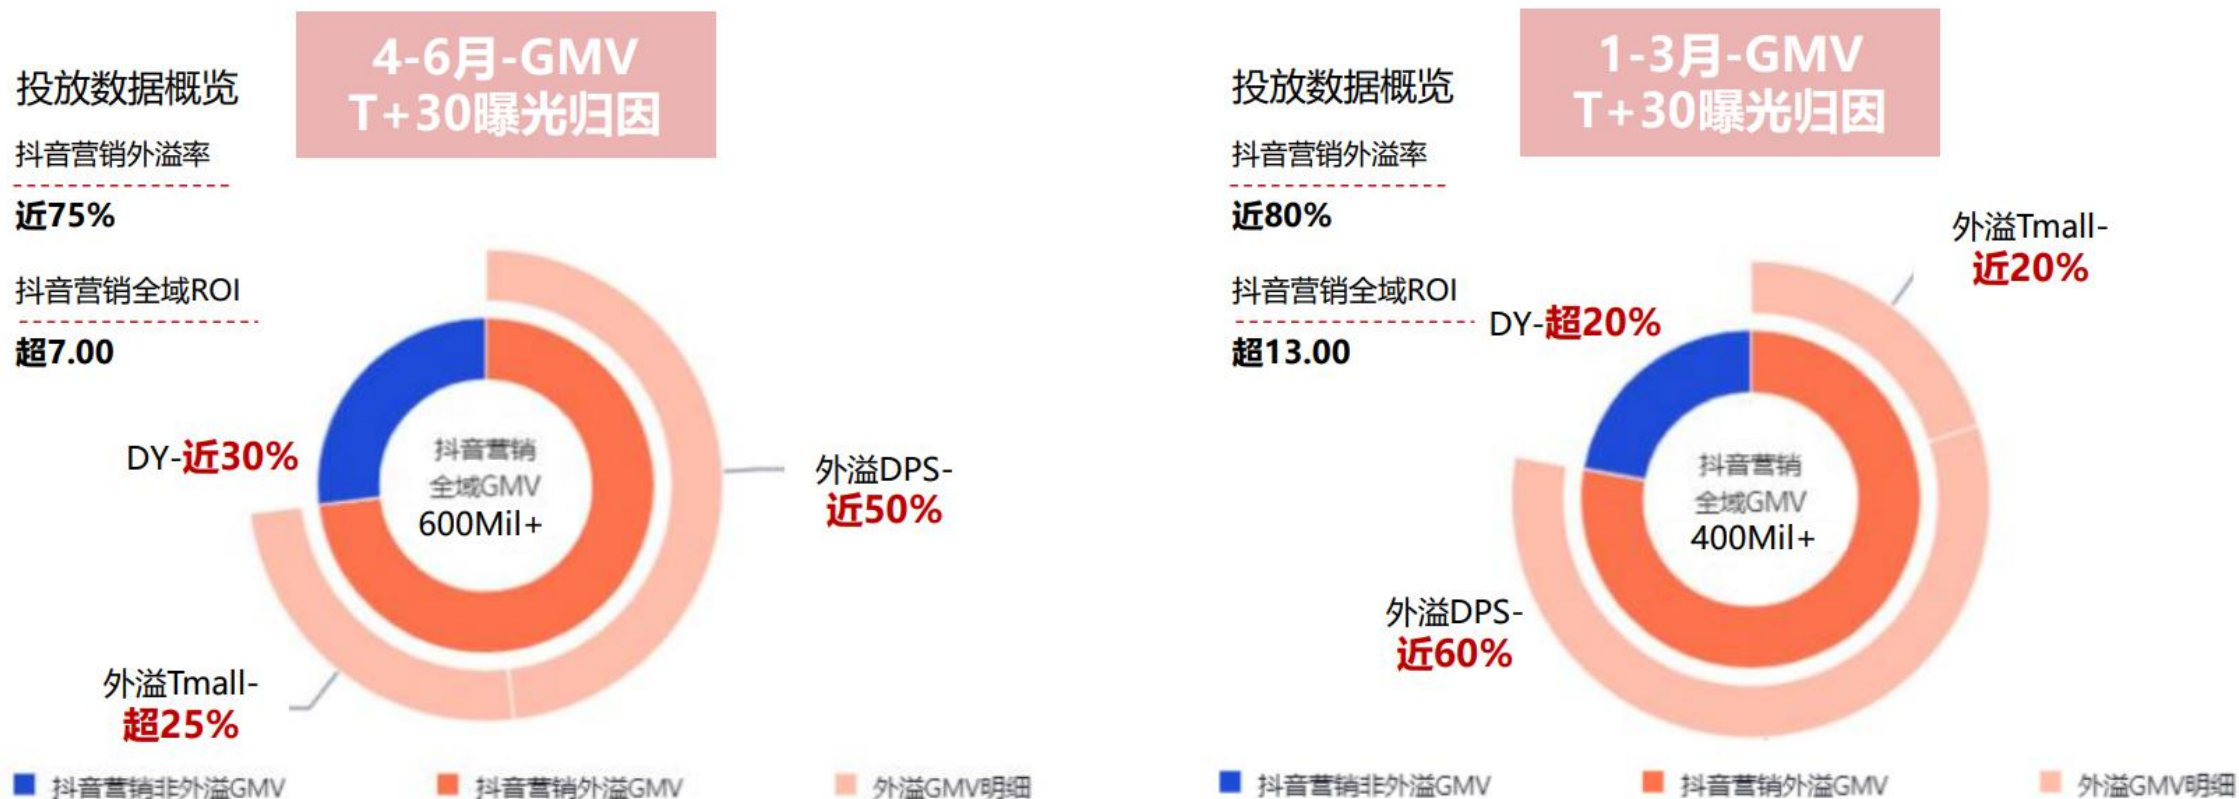 4-6月-GMV
T+30曝光归因
投放数据概览
抖音营销外溢率
近75%
抖音营销全域ROI
超7.00
DY-近30%
抖音营销
全域GMV
600Mil+
外溢DPS-
近50%
外溢Tmall-
超25%
抖音营销非外溢GMV
抖音营销外溢GMV
外溢GMV明细
1-3月-GMV
T+30曝光归因
投放数据概览
抖音营销外溢率
近80%
抖音营销全域ROI
超13.00
DY-超20%
外溢Tmall-
近20%
抖音营销
全域GMV
400Mil+
外溢DPS-
近60%
抖音营销非外溢GMV
抖音营销外溢GMV
外溢GMV明细